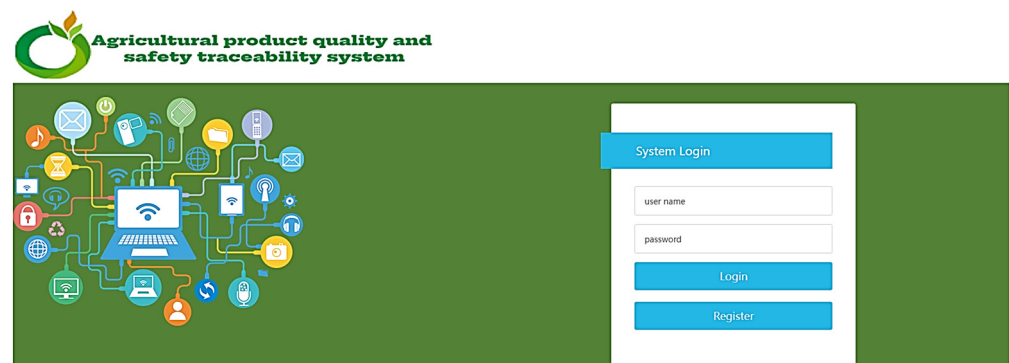 Agricultural product quality and
safety traceability system
System Login
user name
password
Login
Register